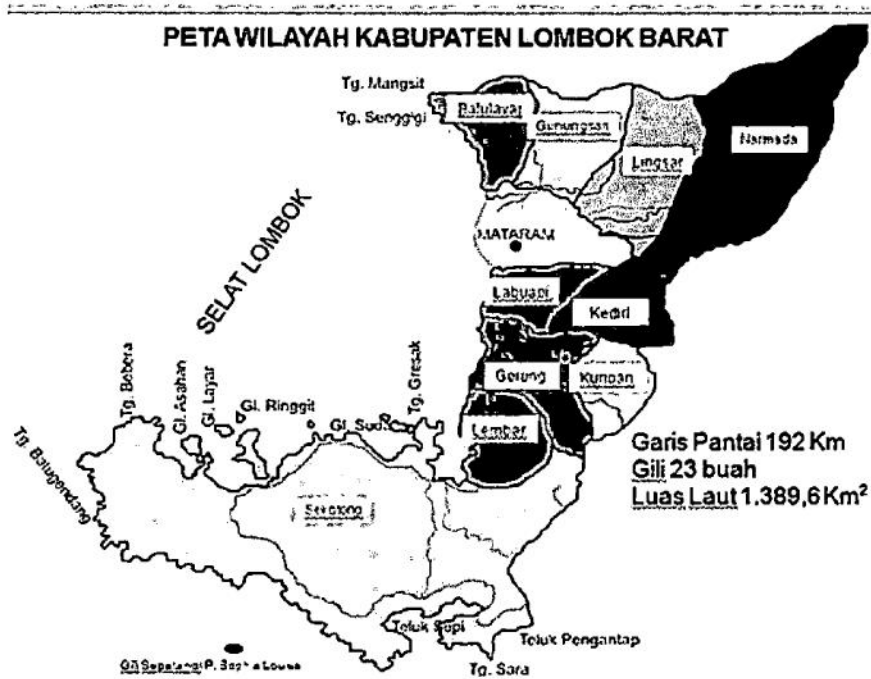 PETA WILAYAH KABUPATEN LOMBOK BARAT
Tg. Mangsit
Tg. Senggigi
Batulayar
Gunungsari
Lingsar
Narmada
SELAT LOMBOK
MATARAM
Labuapi
Kediri
Gerung
Kuripan
Lembar
Tg. Bebera
Gl. Asahan
Gl. Layar
Gl. Ringgit
Gl. Sudak
Tg. Gresak
Tg. Batugendang
Sekotong
Garis Pantai 192 Km
Gili 23 buah
Luas Laut 1.389,6 Km²
Teluk Sepi
Teluk Pengantap
Tg. Sara